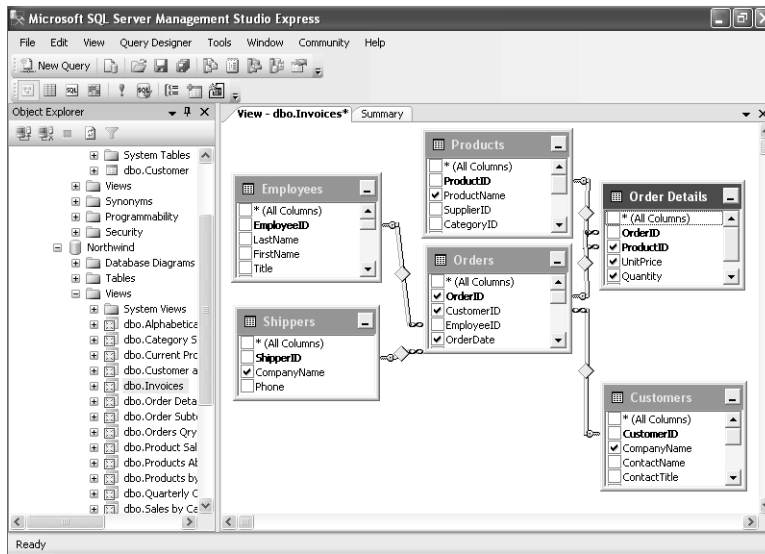 Microsoft SQL Server Management Studio Express
File Edit View Query Designer Tools Window Community Help
New Query
Object Explorer
System Tables
dbo.Customer
Views
Synonyms
Programmability
Security
Northwind
Database Diagrams
Tables
Views
System Views
dbo.Alphabetica
dbo.Category S
dbo.Current Pro
dbo.Customer a
dbo.Invoices
dbo.Order Deta
dbo.Order Subt
dbo.Orders Qry
dbo.Product Sal
dbo.Products Ab
dbo.Products by
dbo.Quarterly O
dbo.Sales by Ca
View - dbo.Invoices* Summary
Employees
* (All Columns)
EmployeeID
LastName
FirstName
Title
Products
* (All Columns)
ProductID
ProductName
SupplierID
CategoryID
Order Details
* (All Columns)
OrderID
ProductID
UnitPrice
Quantity
Orders
* (All Columns)
OrderID
CustomerID
EmployeeID
OrderDate
Shippers
* (All Columns)
ShipperID
CompanyName
Phone
Customers
* (All Columns)
CustomerID
CompanyName
ContactName
ContactTitle
Ready